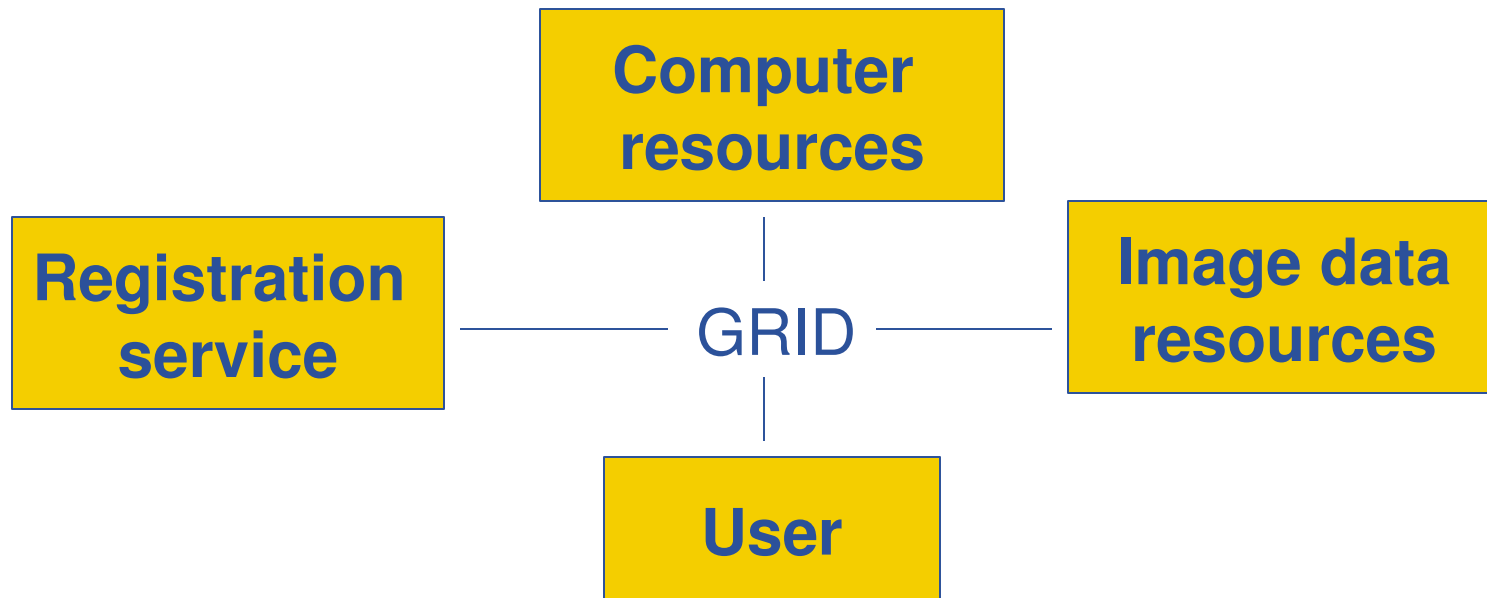 Computer
resources
Registration
service
GRID
Image data
resources
User